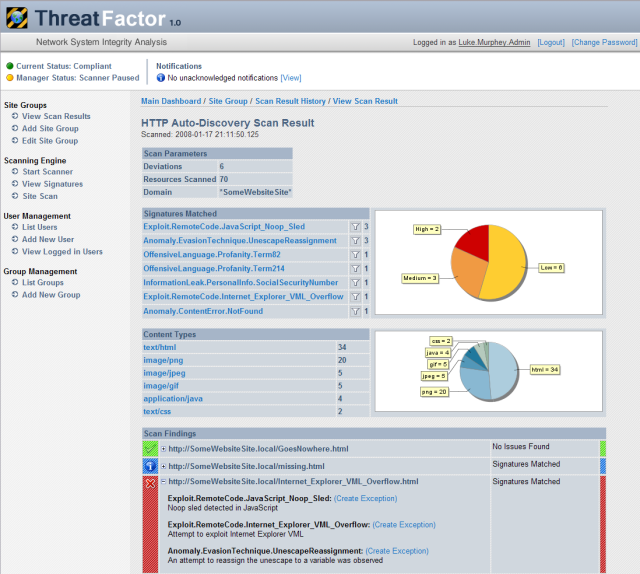 ThreatFactor 1.0
Network System Integrity Analysis
Logged in as Luke.Murphey.Admin [Logout] [Change Password]
Current Status: Compliant
Manager Status: Scanner Paused
Notifications
No unacknowledged notifications [View]
Site Groups
View Scan Results
Add Site Group
Edit Site Group
Scanning Engine
Start Scanner
View Signatures
Site Scan
User Management
List Users
Add New User
View Logged in Users
Group Management
List Groups
Add New Group
Main Dashboard / Site Group / Scan Result History / View Scan Result
HTTP Auto-Discovery Scan Result
Scanned: 2008-01-17 21:11:50.125
Scan Parameters
Deviations 6
Resources Scanned 70
Domain *SomeWebsiteSite*
Signatures Matched
Exploit.RemoteCode.JavaScript_Noop_Sled 3
Anomaly.EvasionTechnique.UnescapeReassignment 3
OffensiveLanguage.Profanity.Term82 1
OffensiveLanguage.Profanity.Term214 1
InformationLeak.PersonalInfo.SocialSecurityNumber 1
Exploit.RemoteCode.Internet_Explorer_VML_Overflow 1
Anomaly.ContentError.NotFound 1
High = 2
Low = 6
Medium = 3
Content Types
text/html 34
image/png 20
image/jpeg 5
image/gif 5
application/java 4
text/css 2
css = 2
java = 4
gif = 5
jpeg = 5
png = 20
html = 34
Scan Findings
http://SomeWebsiteSite.local/GoesNowhere.html No Issues Found
http://SomeWebsiteSite.local/missing.html Signatures Matched
http://SomeWebsiteSite.local/Internet_Explorer_VML_Overflow.html Signatures Matched
Exploit.RemoteCode.JavaScript_Noop_Sled: (Create Exception)
Noop sled detected in JavaScript
Exploit.RemoteCode.Internet_Explorer_VML_Overflow: (Create Exception)
Attempt to exploit Internet Explorer VML
Anomaly.EvasionTechnique.UnescapeReassignment: (Create Exception)
An attempt to reassign the unescape to a variable was observed